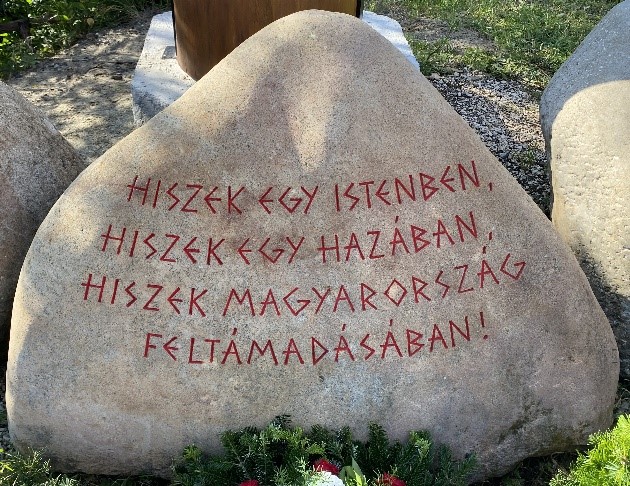 HISZEK EGY ISTENBEN,
HISZEK EGY HAZÁBAN,
HISZEK MAGYARORSZÁG
FELTÁMADÁSÁBAN!